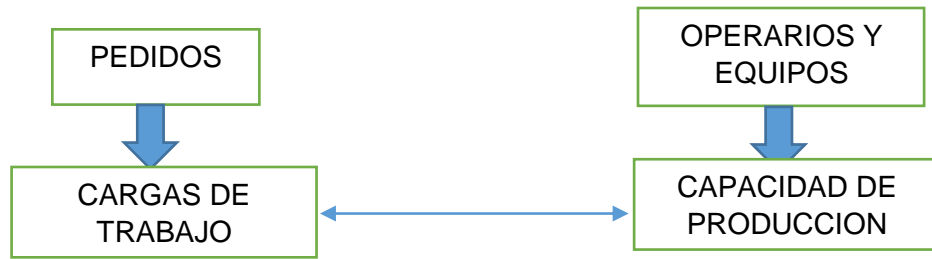 PEDIDOS
OPERARIOS Y
EQUIPOS
CARGAS DE
TRABAJO
CAPACIDAD DE
PRODUCCION